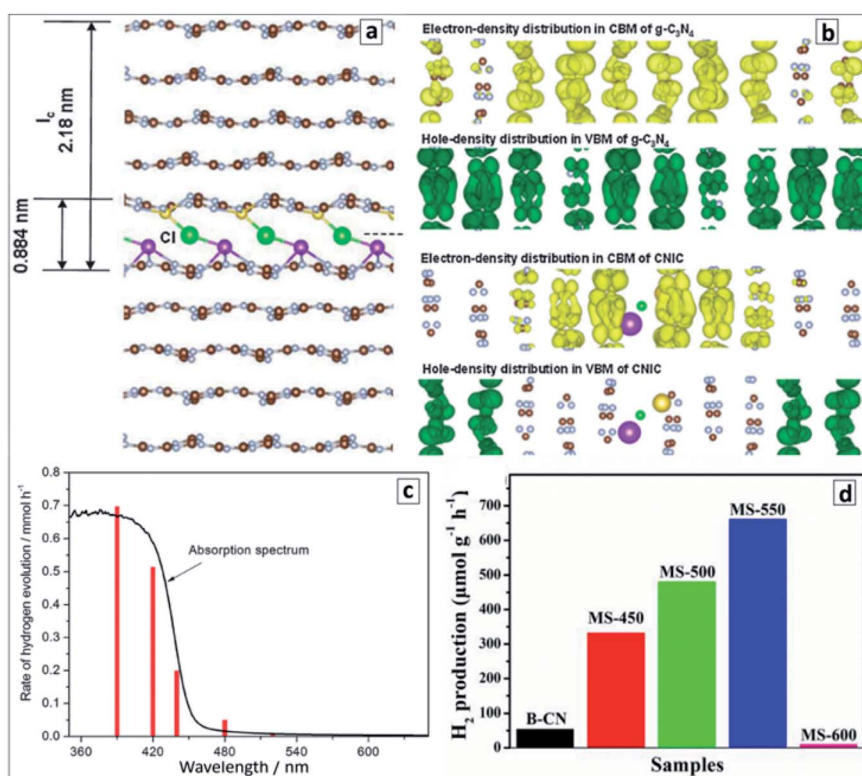 a
I_c
2.18 nm
0.884 nm
Cl
b
Electron-density distribution in CBM of g-C₃N₄
Hole-density distribution in VBM of g-C₃N₄
Electron-density distribution in CBM of CNIC
Hole-density distribution in VBM of CNIC
c
Rate of hydrogen evolution / mmol h⁻¹
0.8
0.7
0.6
0.5
0.4
0.3
0.2
0.1
0.0
Absorption spectrum
360 420 480 540 600
Wavelength / nm
d
H₂ production (μmol g⁻¹ h⁻¹)
700
600
500
400
300
200
100
0
B-CN
MS-450
MS-500
MS-550
MS-600
Samples